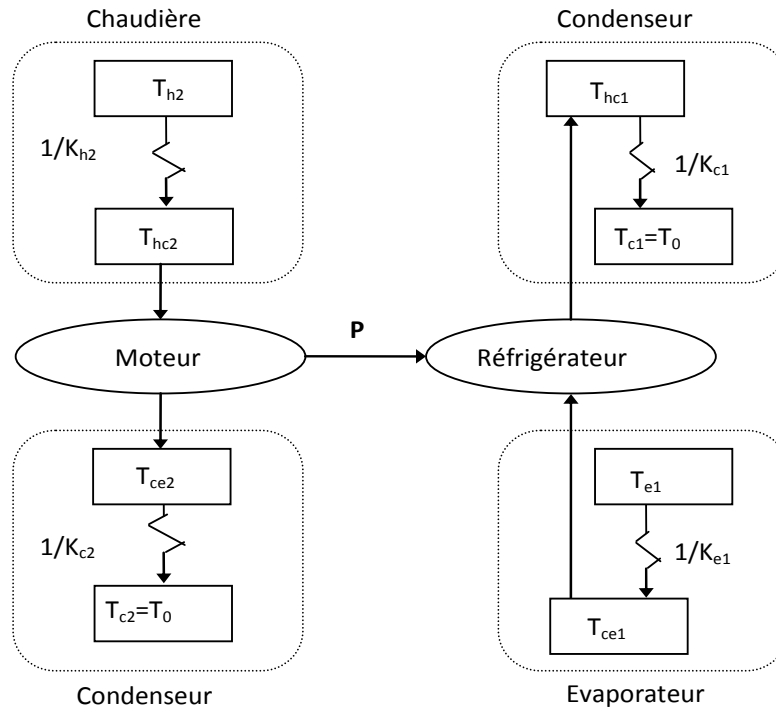 Chaudière
Condenseur
T_h2
T_hc1
1/K_h2
1/K_c1
T_hc2
T_c1=T_0
P
Moteur
Réfrigérateur
T_ce2
T_e1
1/K_c2
1/K_e1
T_c2=T_0
T_ce1
Condenseur
Evaporateur